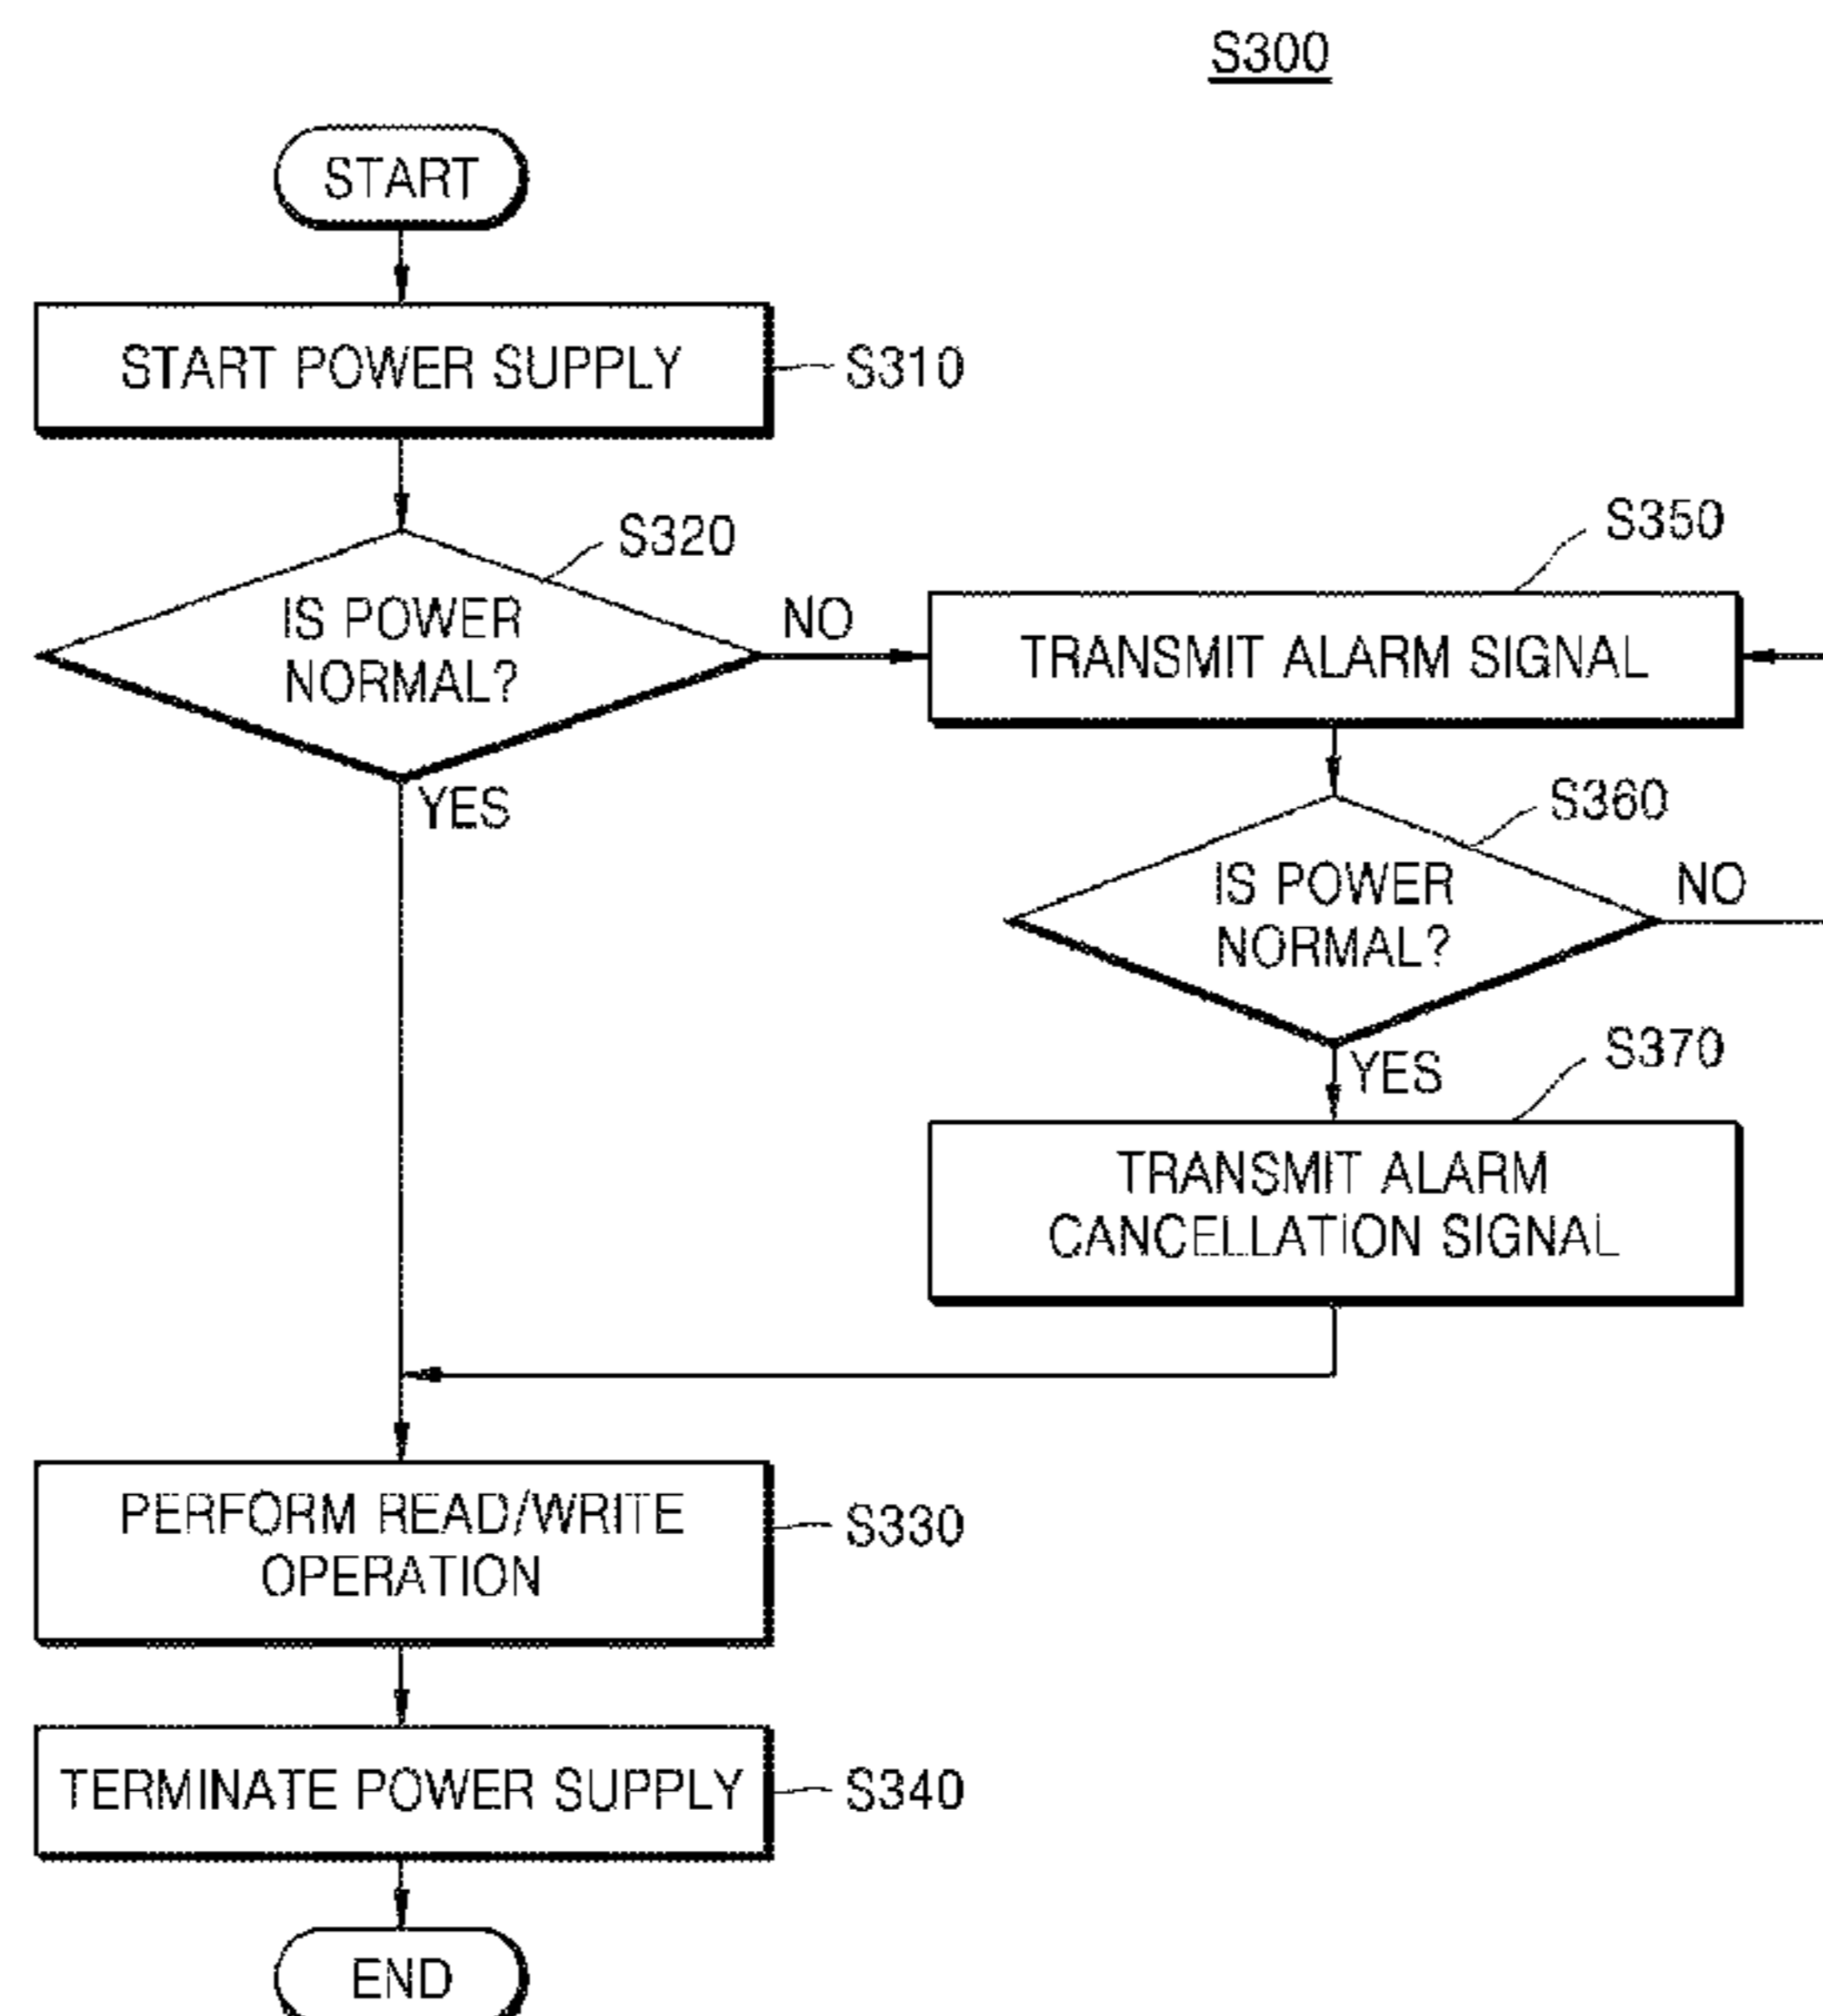 S300
START
START POWER SUPPLY
S310
S320
IS POWER
NORMAL?
NO
YES
S350
TRANSMIT ALARM SIGNAL
S360
IS POWER
NORMAL?
NO
YES
S370
TRANSMIT ALARM
CANCELLATION SIGNAL
PERFORM READ/WRITE
OPERATION
S330
TERMINATE POWER SUPPLY
S340
END